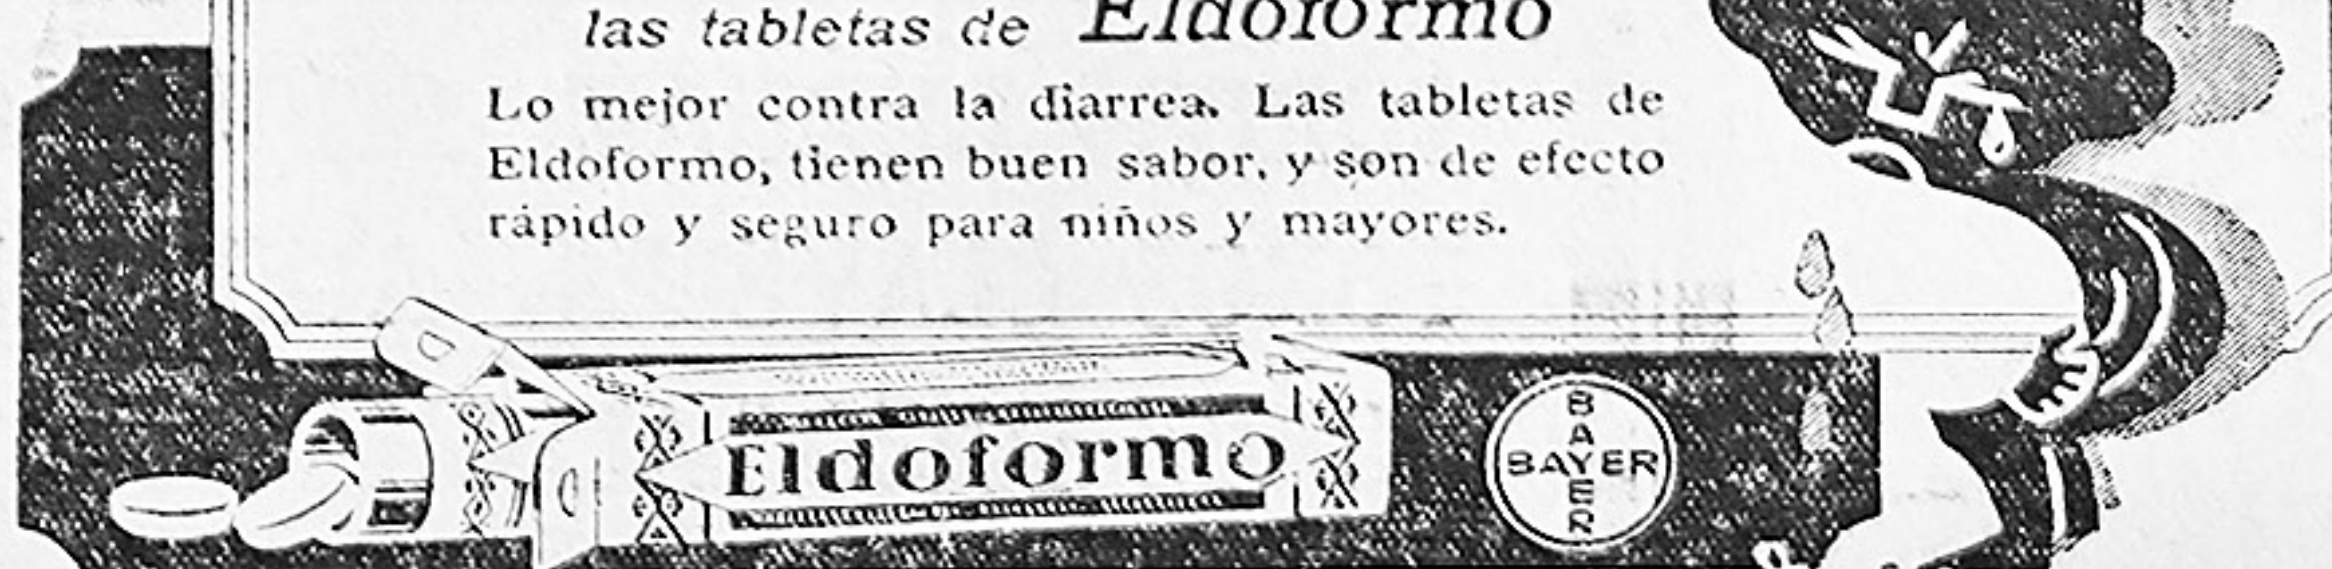 las tabletas de Eldoformo
Lo mejor contra la diarrea. Las tabletas de
Eldoformo, tienen buen sabor, y son de efecto
rápido y seguro para niños y mayores.
Eldoformo
BAYER
BAYER